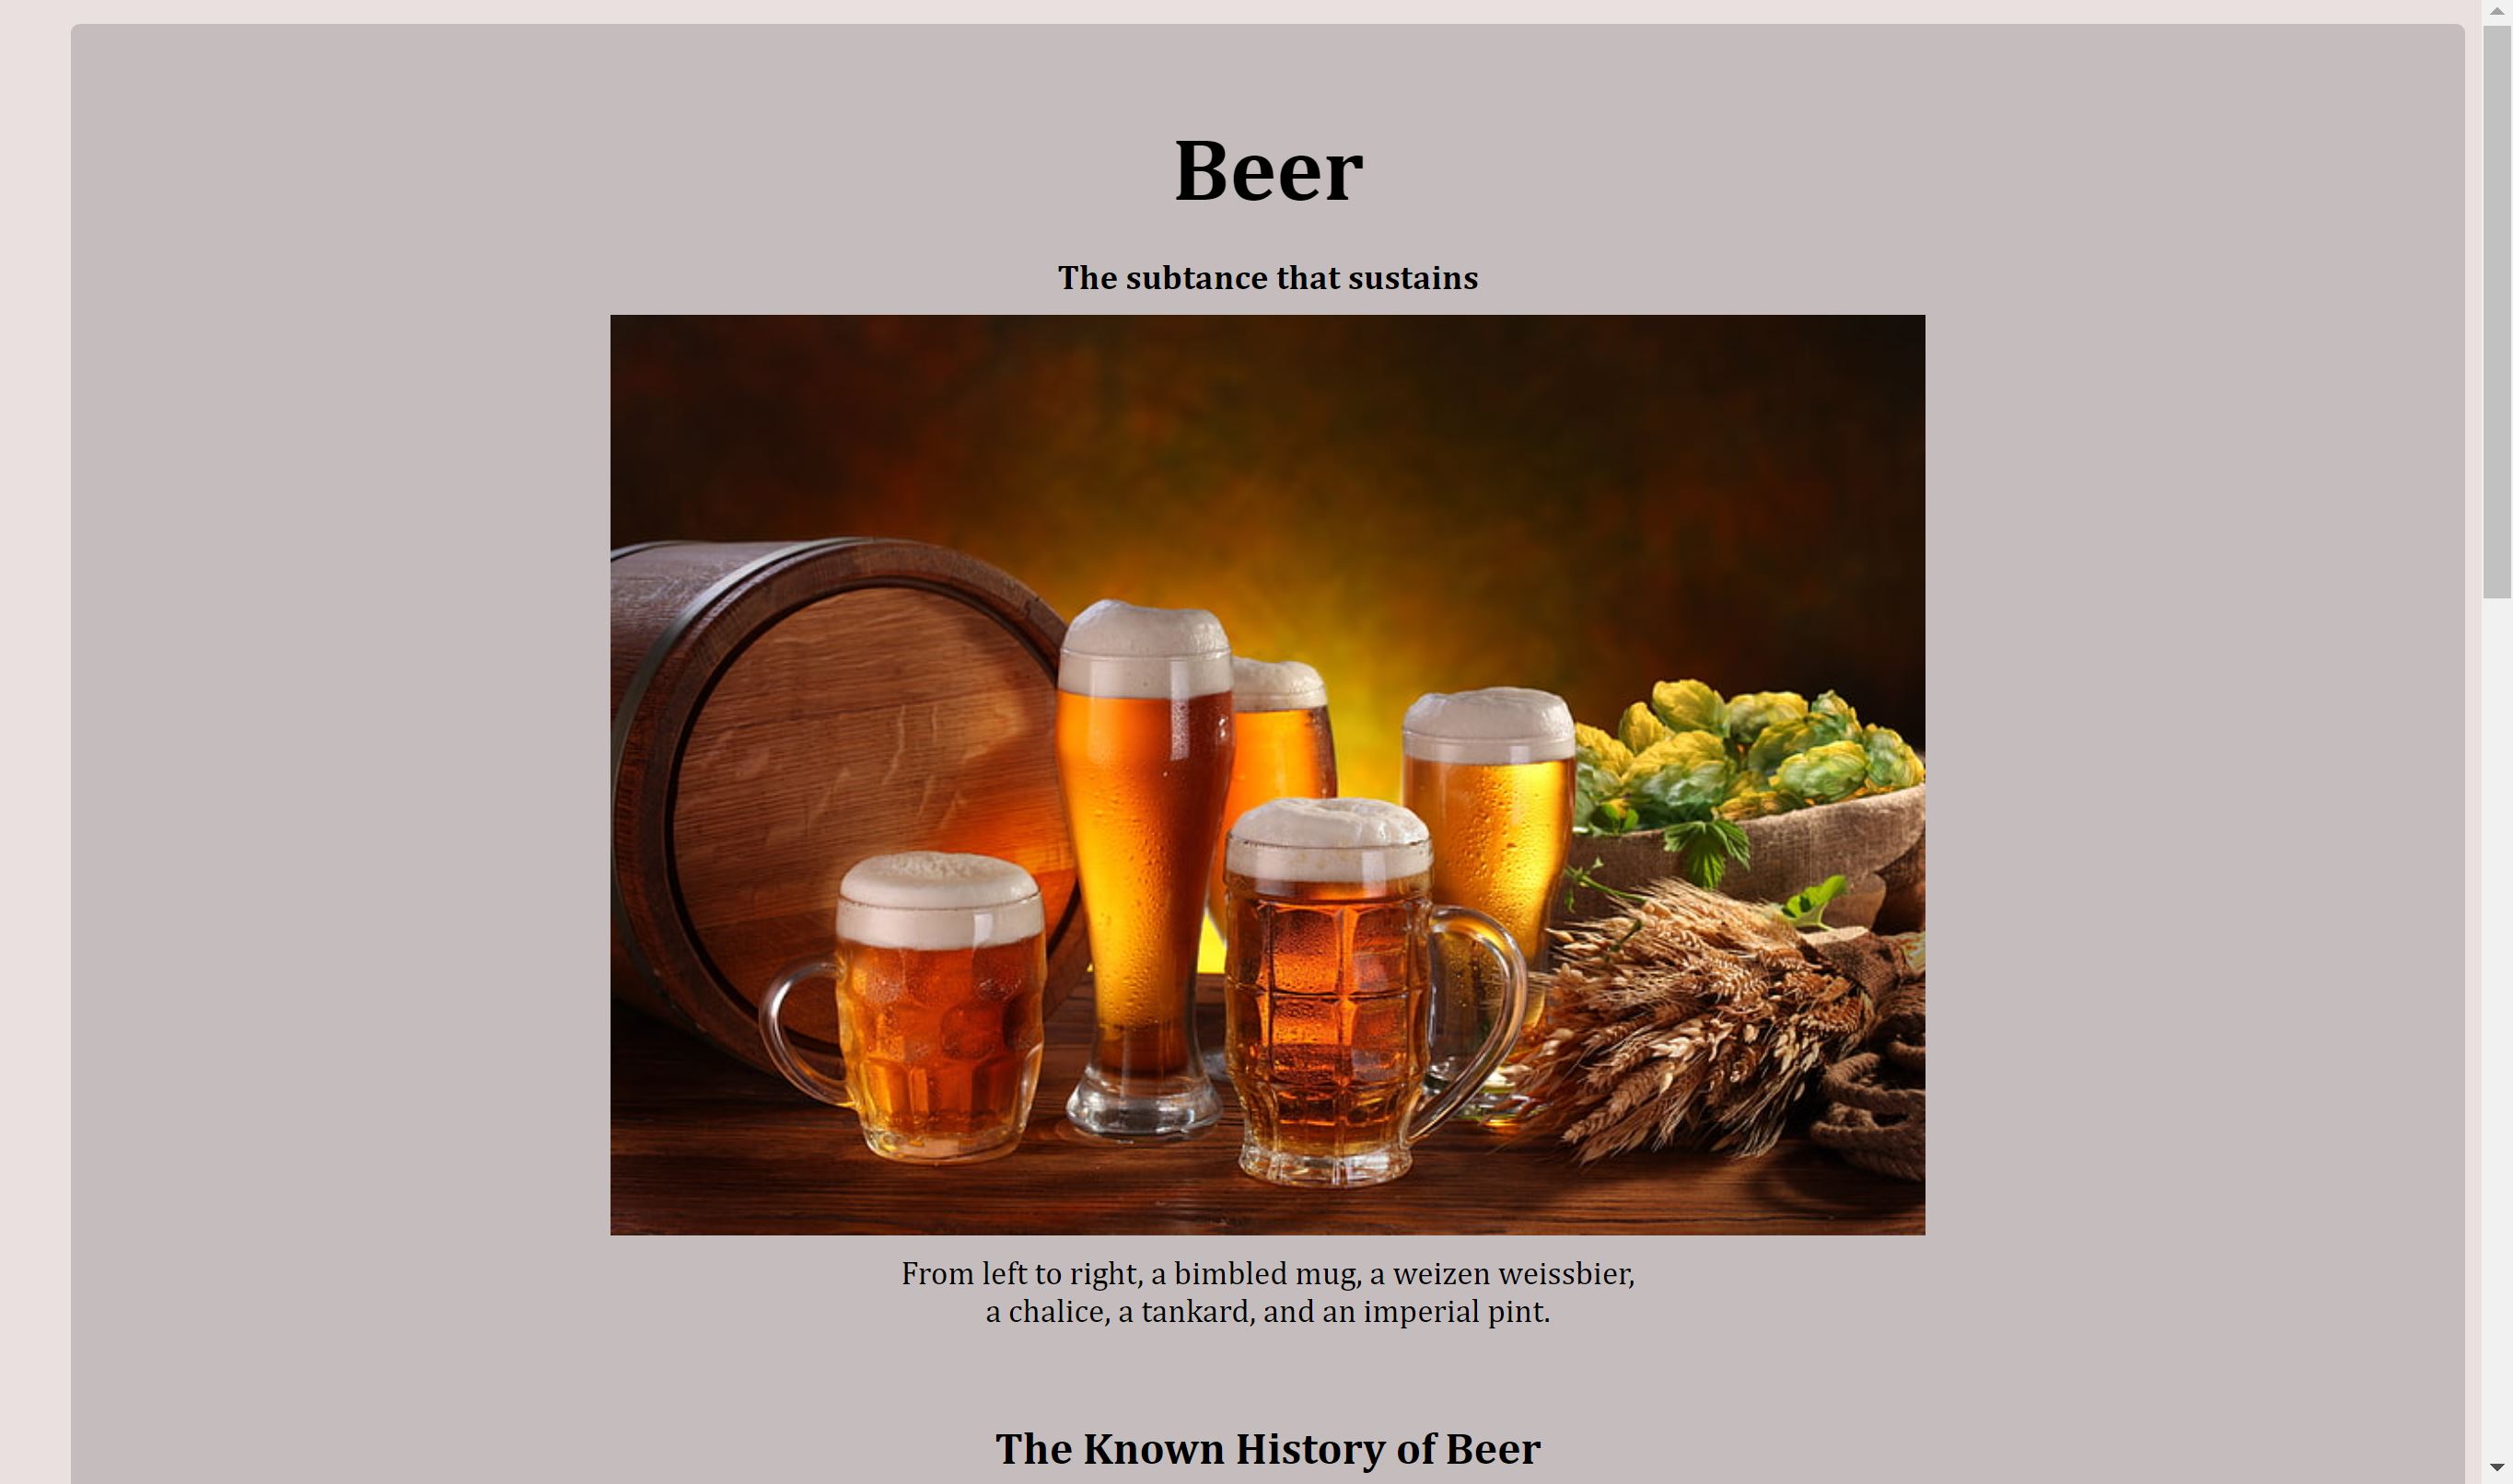 Beer
The subtance that sustains
From left to right, a bimbled mug, a weizen weissbier,
a chalice, a tankard, and an imperial pint.
The Known History of Beer